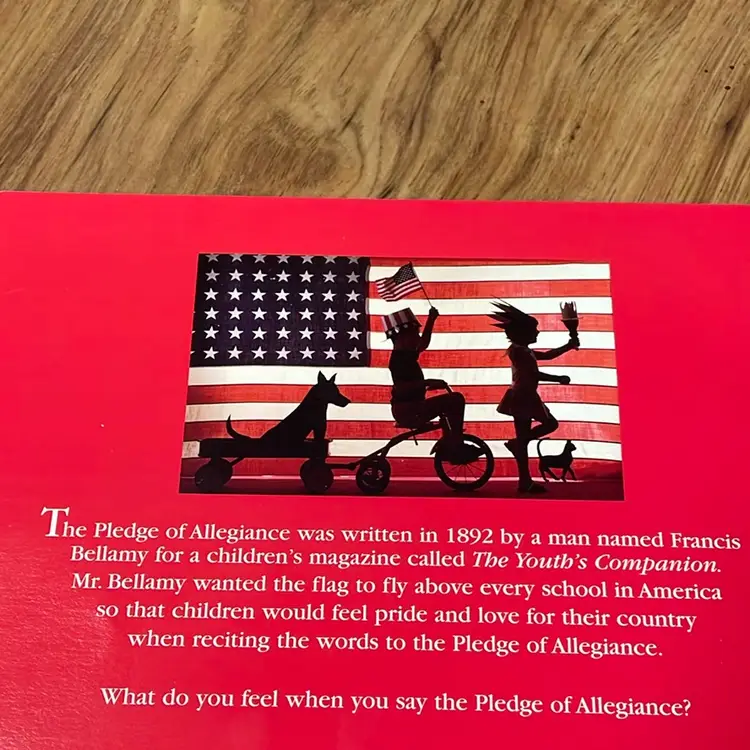 The Pledge of Allegiance was written in 1892 by a man named Francis
Bellamy for a children's magazine called The Youth's Companion.
Mr. Bellamy wanted the flag to fly above every school in America
so that children would feel pride and love for their country
when reciting the words to the Pledge of Allegiance.
What do you feel when you say the Pledge of Allegiance?